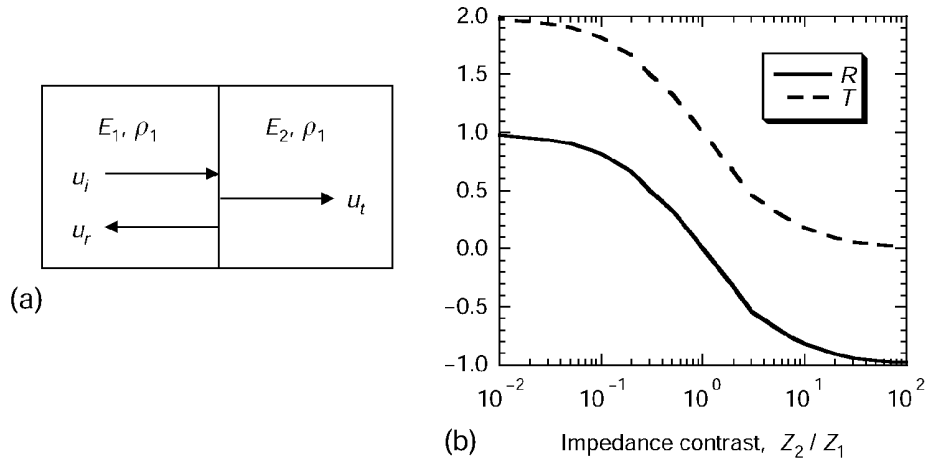 E₁, ρ₁
E₂, ρ₁
uᵢ
uₜ
uᵣ
(a)
2.0
1.5
1.0
0.5
0.0
−0.5
−1.0
R
T
10⁻²
10⁻¹
10⁰
10¹
10²
(b)
Impedance contrast, Z₂ / Z₁